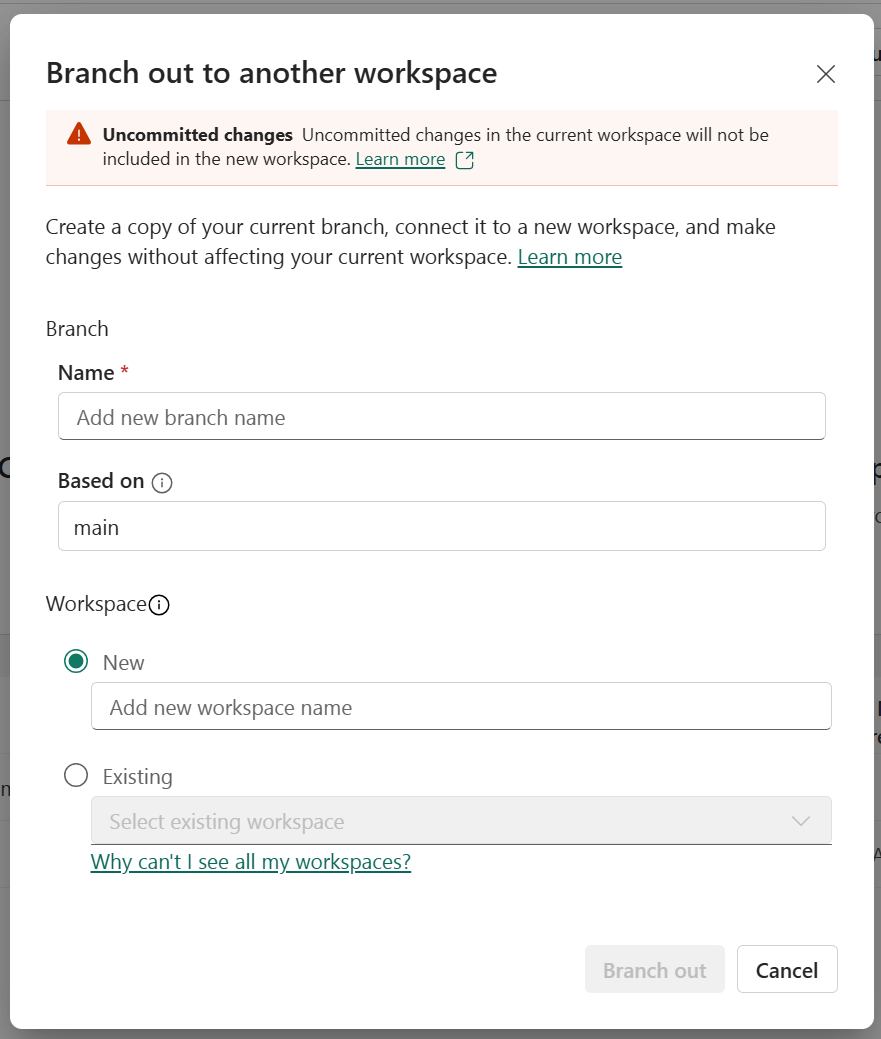 Branch out to another workspace
Uncommitted changes Uncommitted changes in the current workspace will not be
included in the new workspace. Learn more
Create a copy of your current branch, connect it to a new workspace, and make
changes without affecting your current workspace. Learn more
Branch
Name *
Add new branch name
Based on
main
Workspace
New
Add new workspace name
Existing
Select existing workspace
Why can't I see all my workspaces?
Branch out
Cancel